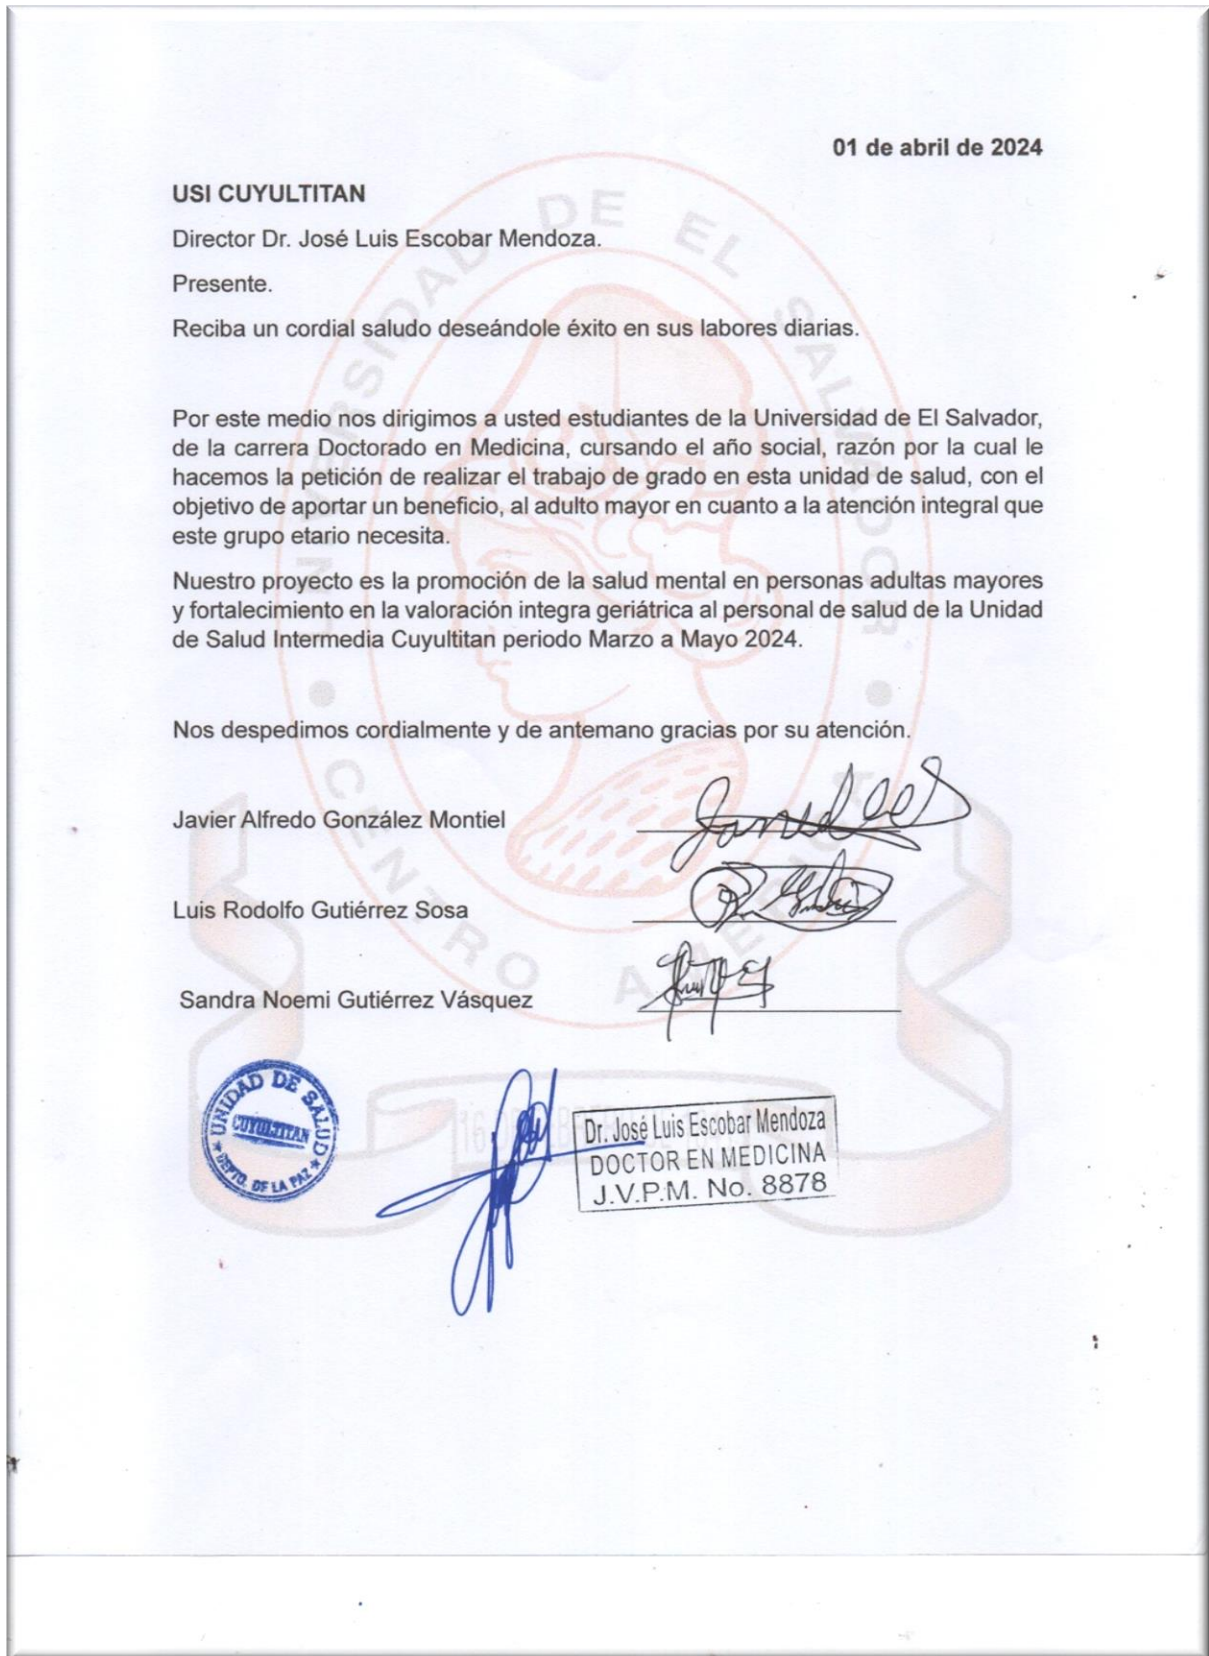 01 de abril de 2024
USI CUYULTITAN
Director Dr. José Luis Escobar Mendoza.
Presente.
Reciba un cordial saludo deseándole éxito en sus labores diarias.
Por este medio nos dirigimos a usted estudiantes de la Universidad de El Salvador,
de la carrera Doctorado en Medicina, cursando el año social, razón por la cual le
hacemos la petición de realizar el trabajo de grado en esta unidad de salud, con el
objetivo de aportar un beneficio, al adulto mayor en cuanto a la atención integral que
este grupo etario necesita.
Nuestro proyecto es la promoción de la salud mental en personas adultas mayores
y fortalecimiento en la valoración integra geriátrica al personal de salud de la Unidad
de Salud Intermedia Cuyultitan periodo Marzo a Mayo 2024.
Nos despedimos cordialmente y de antemano gracias por su atención.
Javier Alfredo González Montiel
Luis Rodolfo Gutiérrez Sosa
Sandra Noemi Gutiérrez Vásquez
UNIDAD DE SALUD
CUYULTITAN
DEPTO. DE LA PAZ
Dr. José Luis Escobar Mendoza
DOCTOR EN MEDICINA
J.V.P.M. No. 8878
UNIVERSIDAD DE EL SALVADOR
CENTRO